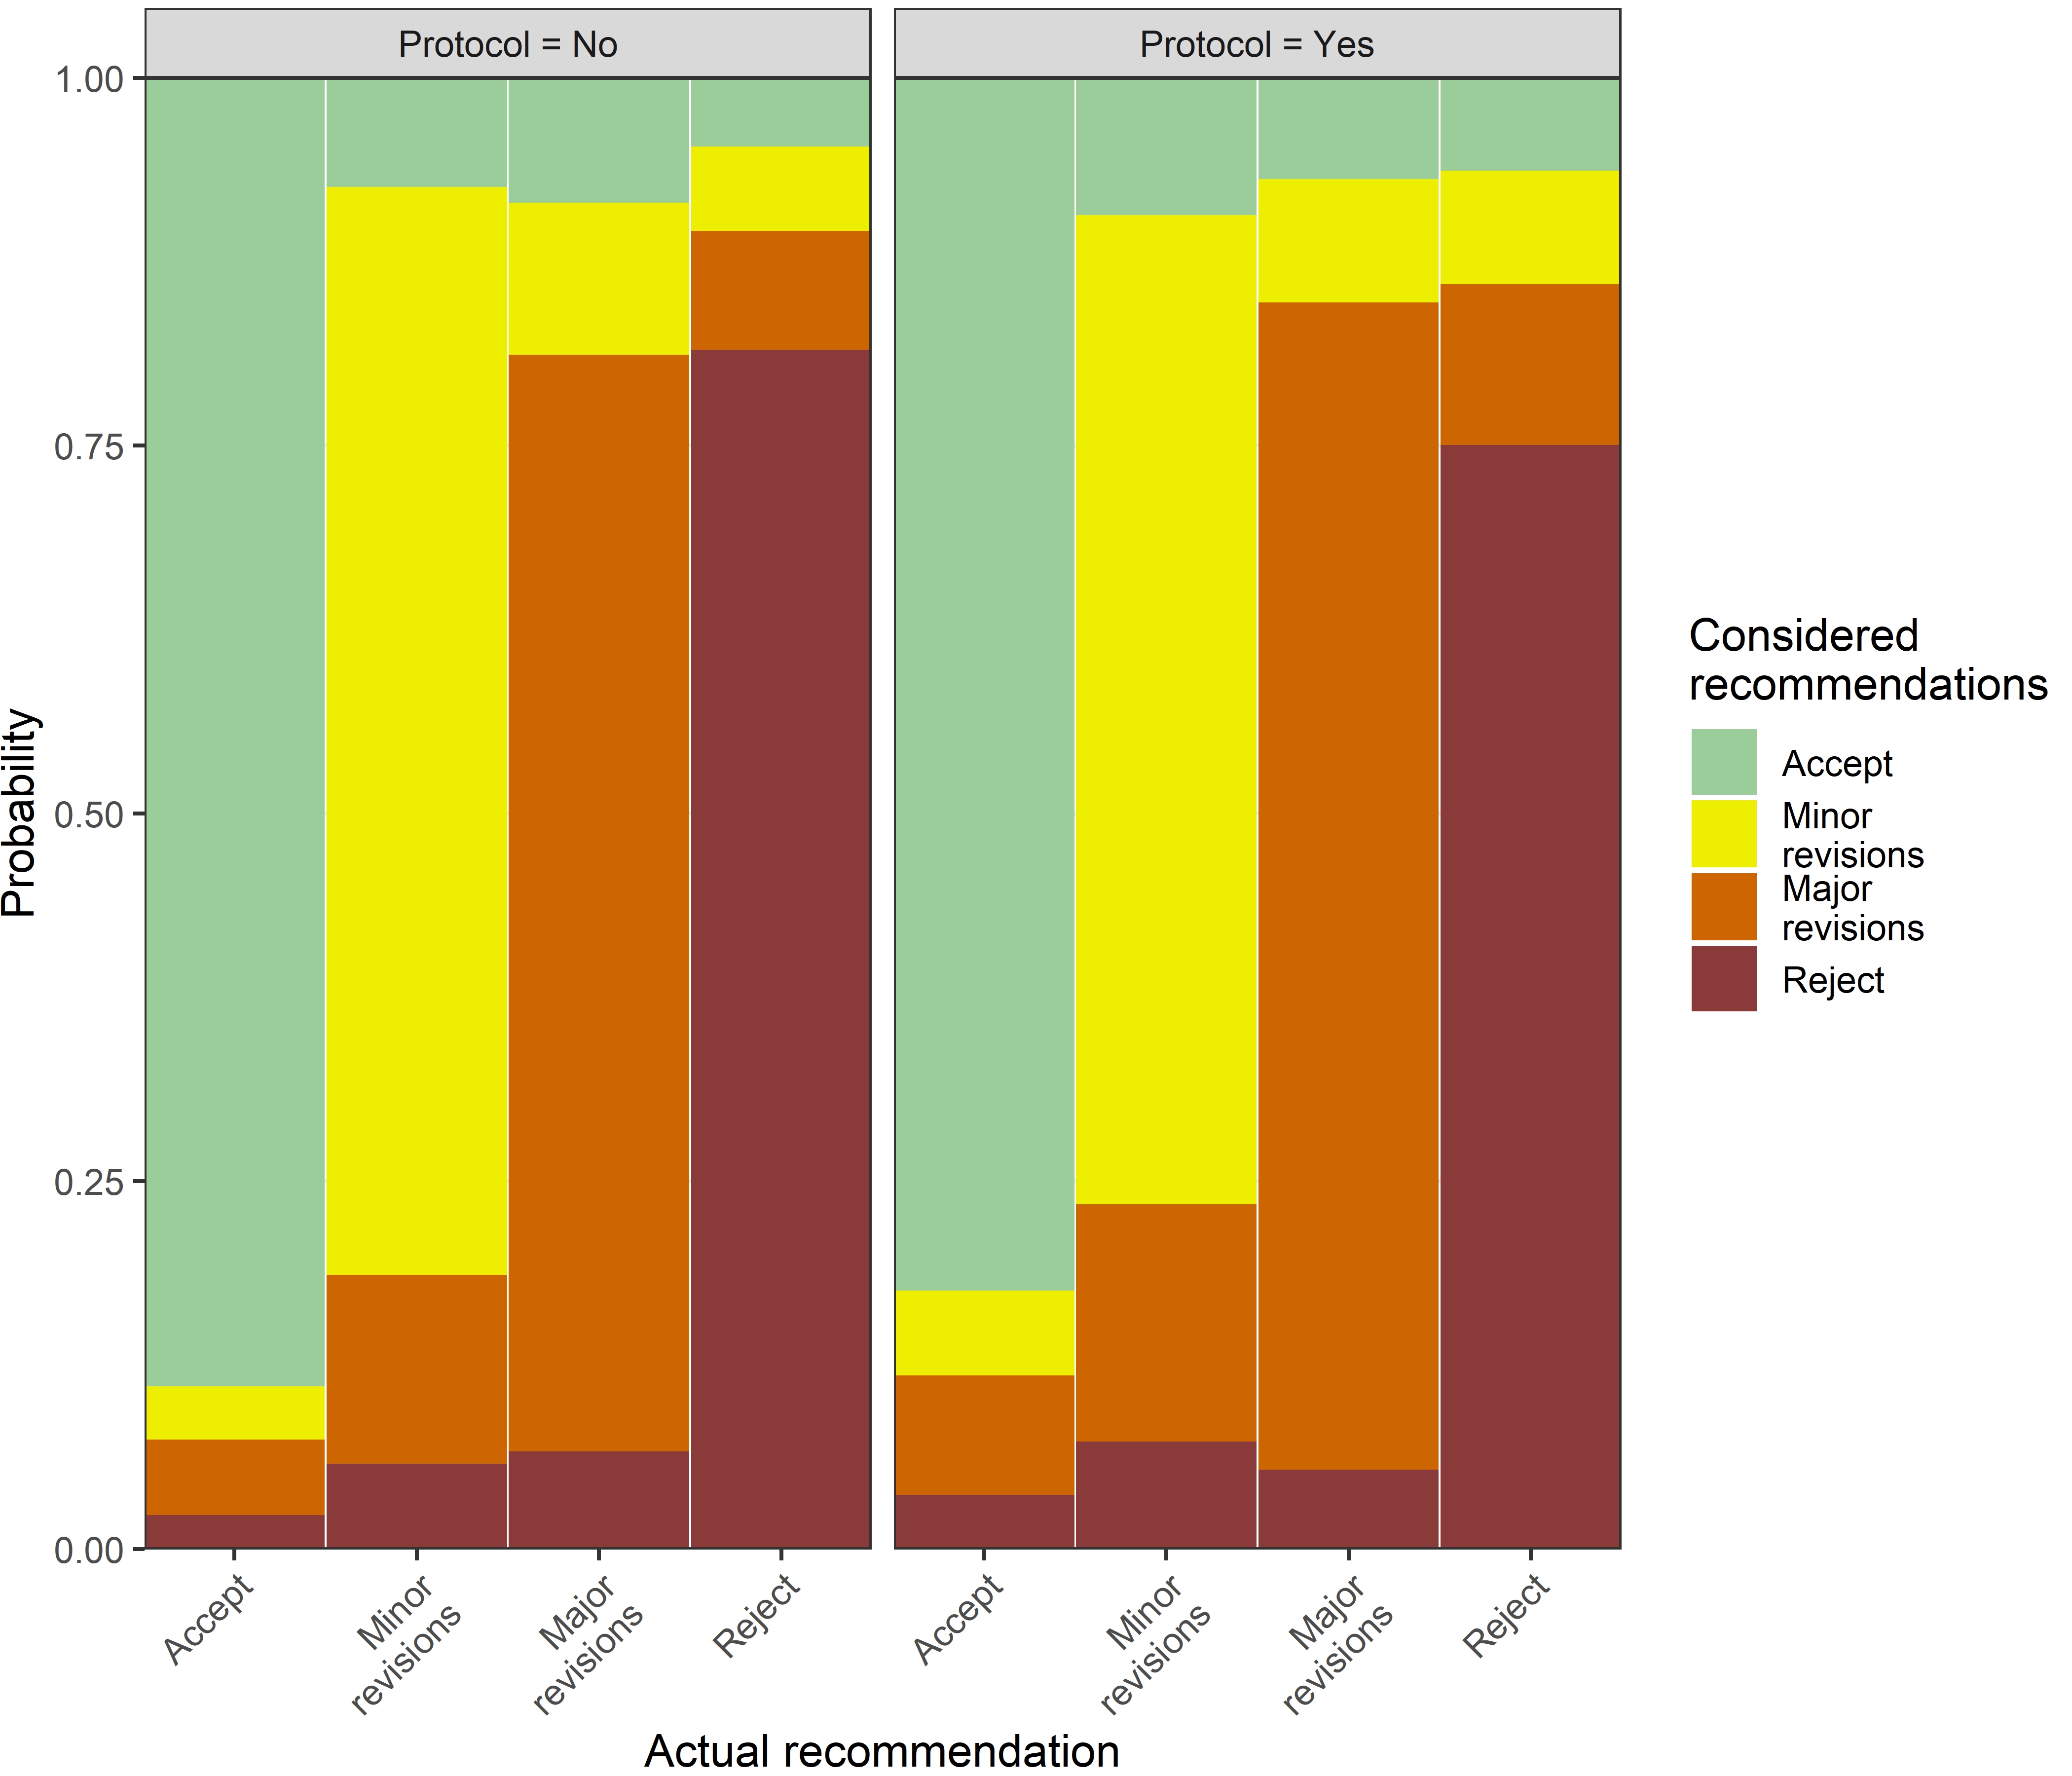 Protocol = No
Protocol = Yes
1.00
0.75
0.50
0.25
0.00
Probability
Accept
Minor
revisions
Major
revisions
Reject
Accept
Minor
revisions
Major
revisions
Reject
Actual recommendation
Considered
recommendations
Accept
Minor
revisions
Major
revisions
Reject